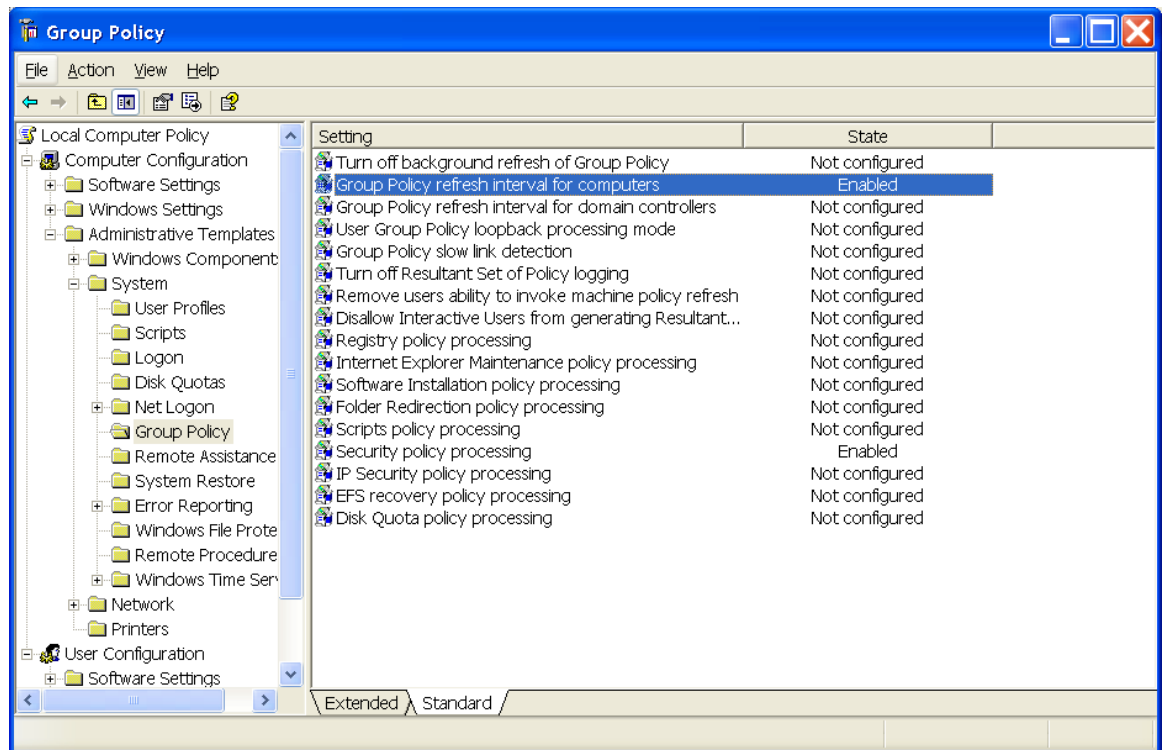 Group Policy
File Action View Help
Local Computer Policy
Computer Configuration
Software Settings
Windows Settings
Administrative Templates
Windows Component
System
User Profiles
Scripts
Logon
Disk Quotas
Net Logon
Group Policy
Remote Assistance
System Restore
Error Reporting
Windows File Prote
Remote Procedure
Windows Time Ser
Network
Printers
User Configuration
Software Settings
Setting State
Turn off background refresh of Group Policy Not configured
Group Policy refresh interval for computers Enabled
Group Policy refresh interval for domain controllers Not configured
User Group Policy loopback processing mode Not configured
Group Policy slow link detection Not configured
Turn off Resultant Set of Policy logging Not configured
Remove users ability to invoke machine policy refresh Not configured
Disallow Interactive Users from generating Resultant... Not configured
Registry policy processing Not configured
Internet Explorer Maintenance policy processing Not configured
Software Installation policy processing Not configured
Folder Redirection policy processing Not configured
Scripts policy processing Not configured
Security policy processing Enabled
IP Security policy processing Not configured
EFS recovery policy processing Not configured
Disk Quota policy processing Not configured
Extended Standard